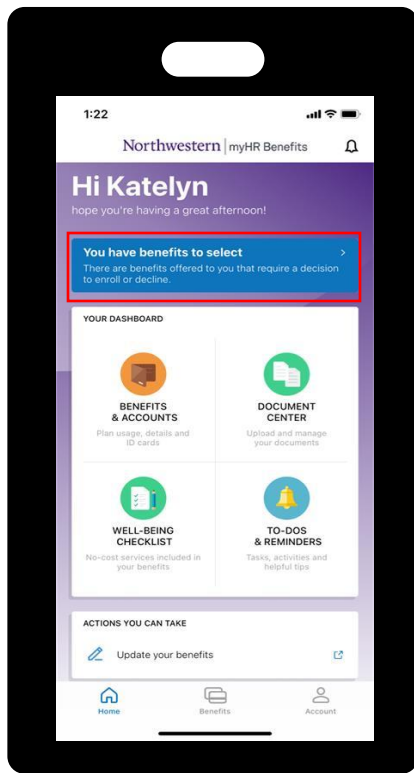 1:22
Northwestern | myHR Benefits
Hi Katelyn
hope you're having a great afternoon!
You have benefits to select
There are benefits offered to you that require a decision
to enroll or decline.
YOUR DASHBOARD
BENEFITS
& ACCOUNTS
Plan usage, details and
ID cards
DOCUMENT
CENTER
Upload and manage
your documents
WELL-BEING
CHECKLIST
No-cost services included in
your benefits
TO-DOS
& REMINDERS
Tasks, activities and
helpful tips
ACTIONS YOU CAN TAKE
Update your benefits
Home
Benefits
Account